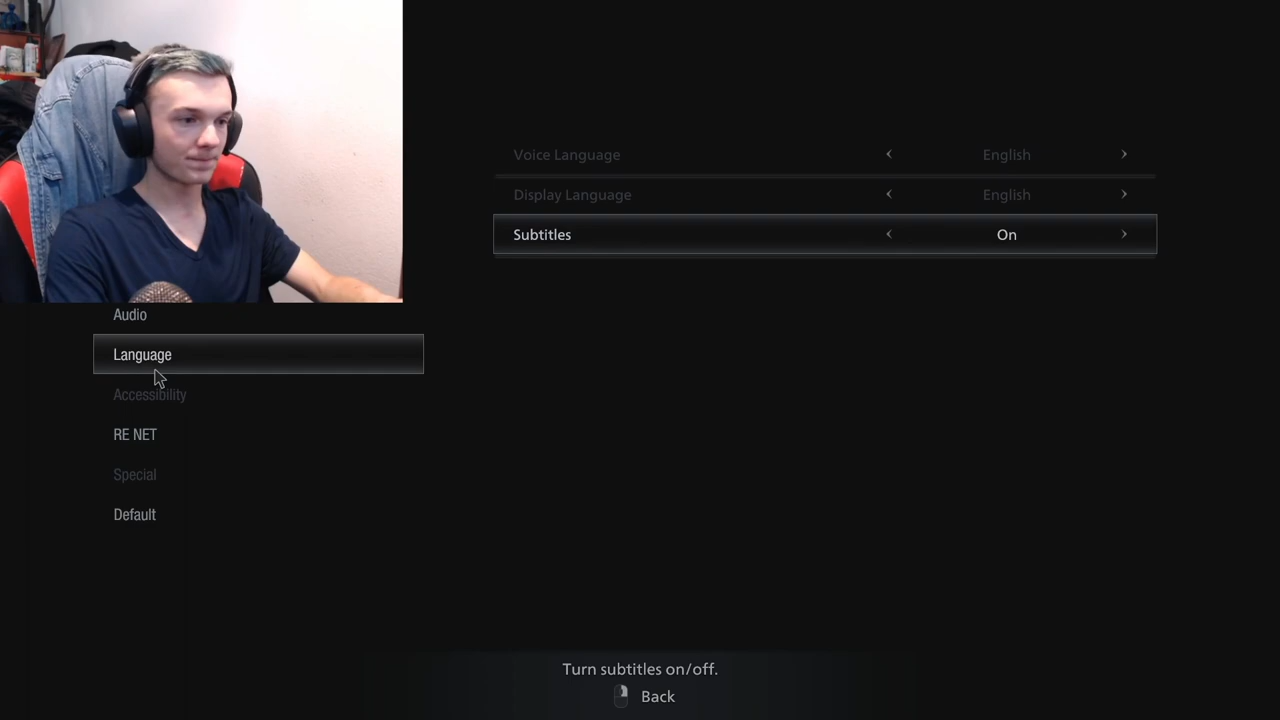 Voice Language English
Display Language English
Subtitles On
Audio
Language
Accessibility
RE NET
Special
Default
Turn subtitles on/off.
Back